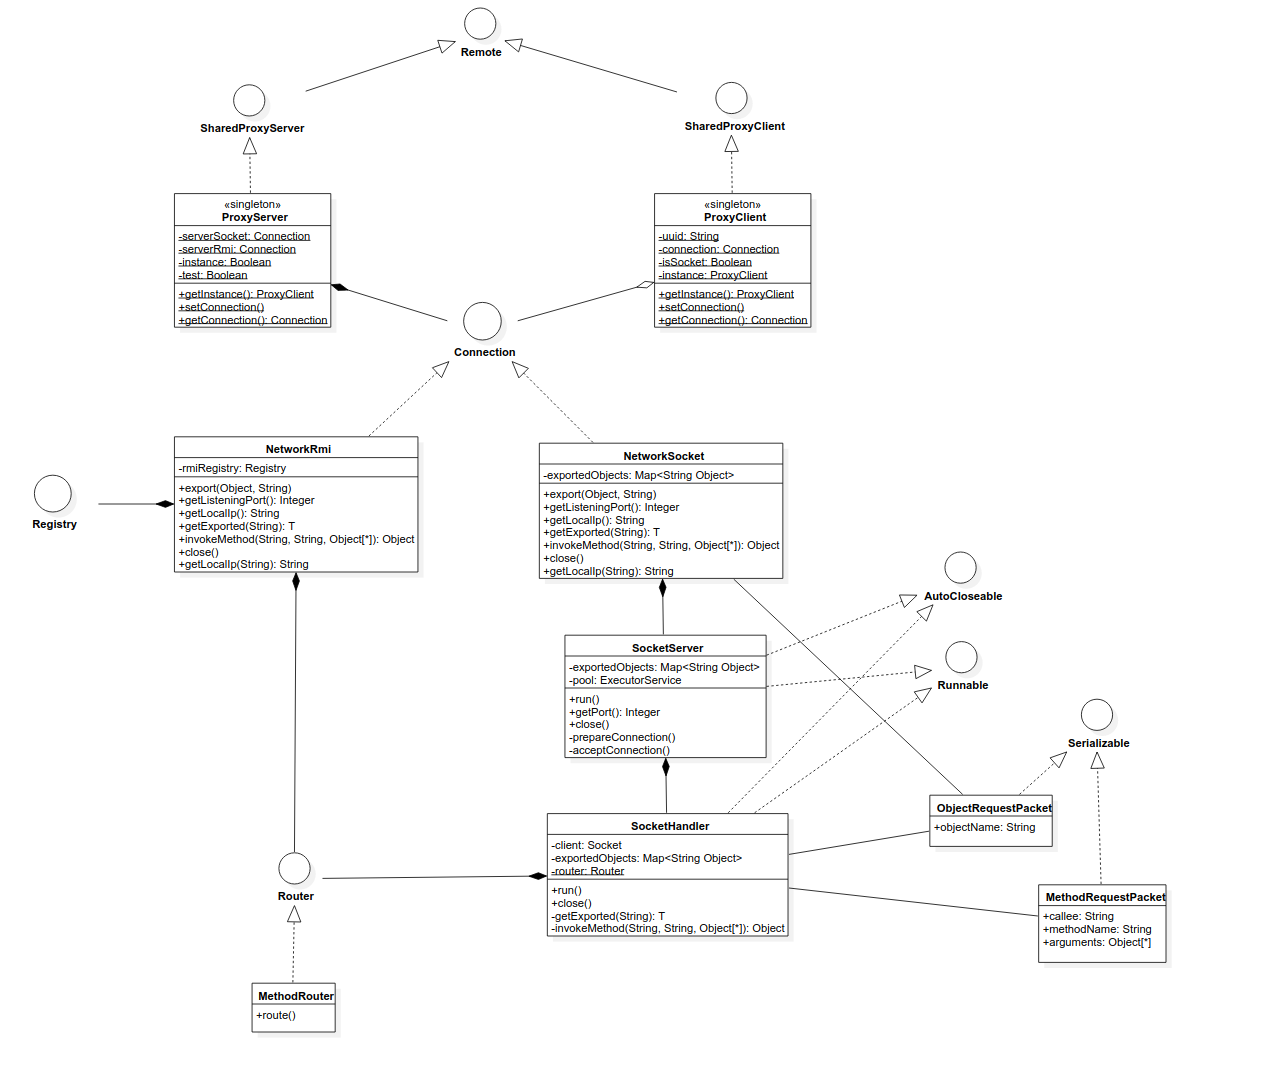 Remote
SharedProxyServer
SharedProxyClient
«singleton»
ProxyServer
-serverSocket: Connection
-serverRmi: Connection
-instance: Boolean
-test: Boolean
+getInstance(): ProxyClient
+setConnection()
+getConnection(): Connection
«singleton»
ProxyClient
-uuid: String
-connection: Connection
-isSocket: Boolean
-instance: ProxyClient
+getInstance(): ProxyClient
+setConnection()
+getConnection(): Connection
Connection
NetworkRmi
-rmiRegistry: Registry
+export(Object, String)
+getListeningPort(): Integer
+getLocalIp(): String
+getExported(String): T
+invokeMethod(String, String, Object[*]): Object
+close()
+getLocalIp(String): String
NetworkSocket
-exportedObjects: Map<String Object>
+export(Object, String)
+getListeningPort(): Integer
+getLocalIp(): String
+getExported(String): T
+invokeMethod(String, String, Object[*]): Object
+close()
+getLocalIp(String): String
Registry
AutoCloseable
SocketServer
-exportedObjects: Map<String Object>
-pool: ExecutorService
+run()
+getPort(): Integer
+close()
-prepareConnection()
-acceptConnection()
Runnable
Serializable
ObjectRequestPacket
+objectName: String
SocketHandler
-client: Socket
-exportedObjects: Map<String Object>
-router: Router
+run()
+close()
-getExported(String): T
-invokeMethod(String, String, Object[*]): Object
Router
MethodRequestPacket
+callee: String
+methodName: String
+arguments: Object[*]
MethodRouter
+route()